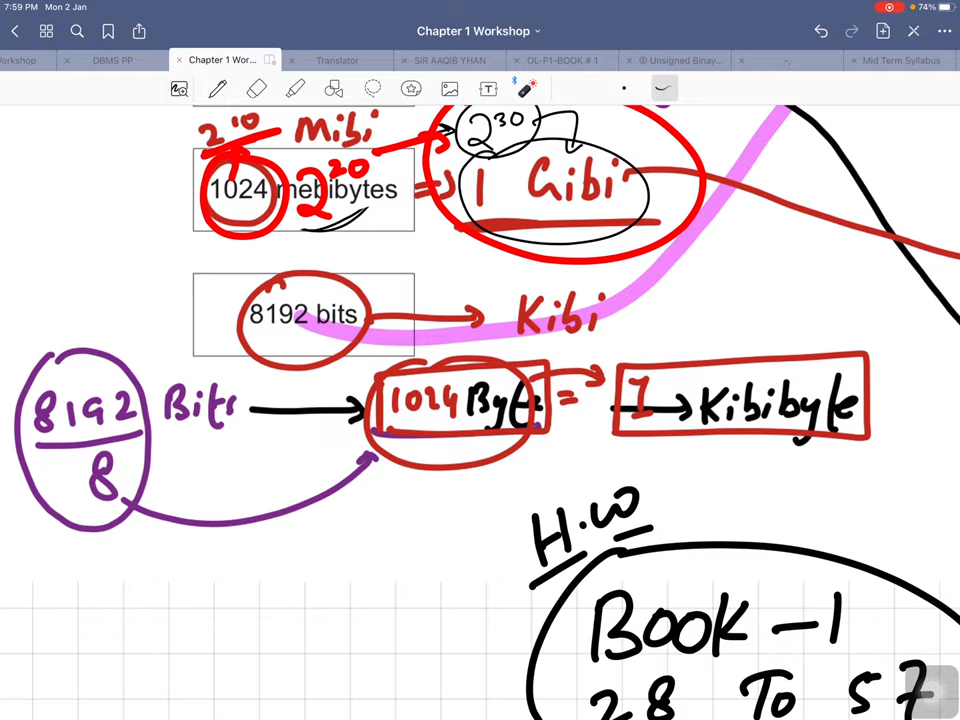 7:59 PM Mon 2 Jan
74%
Chapter 1 Workshop
orkshop
DBMS PP
Chapter 1 Wor...
Translator
SIR AAQIB YHAN
OL-P1-BOOK # 1
Unsigned Binay...
Mid Term Syllabus
2^10 Mibi
2^30
1024 mebibytes 2^20 => 1 Gibi
8192 bits → Kibi
8192 Bits → 1024 Byte = 1 → Kibibyte
8
H.W
BOOK - 1
28 To 57